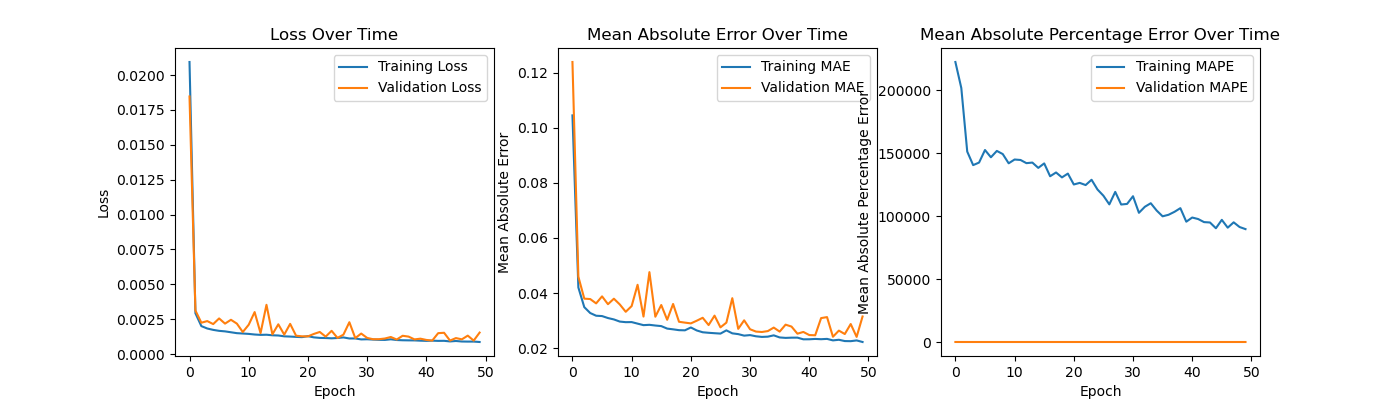 Loss Over Time
Training Loss
Validation Loss
Loss
0.0200
0.0175
0.0150
0.0125
0.0100
0.0075
0.0050
0.0025
0.0000
0 10 20 30 40 50
Epoch
Mean Absolute Error Over Time
Training MAE
Validation MAE
Mean Absolute Error
0.12
0.10
0.08
0.06
0.04
0.02
0 10 20 30 40 50
Epoch
Mean Absolute Percentage Error Over Time
Training MAPE
Validation MAPE
Mean Absolute Percentage Error
200000
150000
100000
50000
0
0 10 20 30 40 50
Epoch